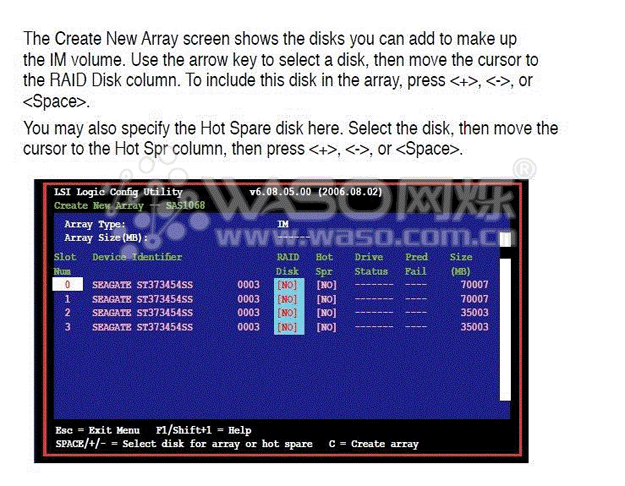 The Create New Array screen shows the disks you can add to make up
the IM volume. Use the arrow key to select a disk, then move the cursor to
the RAID Disk column. To include this disk in the array, press <+>, <->, or
<Space>.
You may also specify the Hot Spare disk here. Select the disk, then move the
cursor to the Hot Spr column, then press <+>, <->, or <Space>.
LSI Logic Config Utility v6.08.05.00 (2006.08.02)
Create New Array -- SAS1068
Array Type: IM
Array Size(MB): ------
Slot Device Identifier RAID Hot Drive Pred Size
Num Disk Spr Status Fail (MB)
0 SEAGATE ST373454SS 0003 [NO] [NO] ------- ---- 70007
1 SEAGATE ST373454SS 0003 [NO] [NO] ------- ---- 70007
2 SEAGATE ST373454SS 0003 [NO] [NO] ------- ---- 35003
3 SEAGATE ST373454SS 0003 [NO] [NO] ------- ---- 35003
Esc = Exit Menu F1/Shift+1 = Help
SPACE/+/- = Select disk for array or hot spare C = Create array
WASO网烁®
www.waso.com.cn